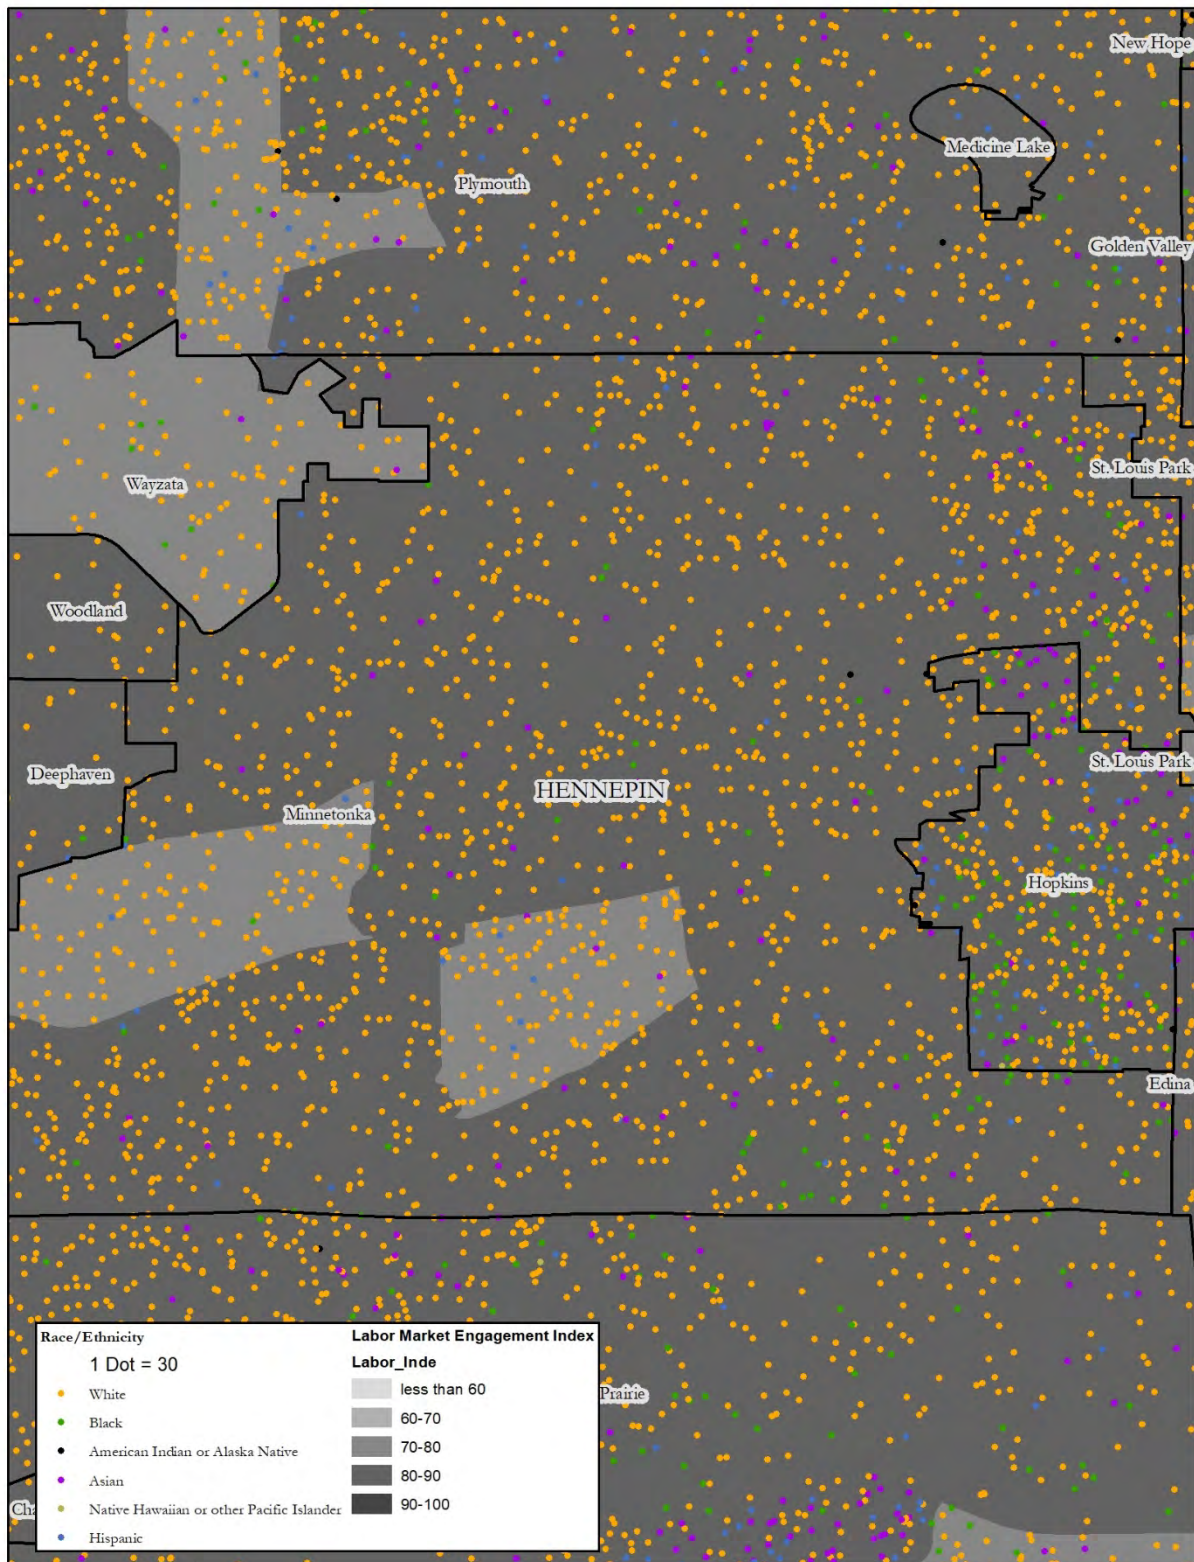 New Hope
Medicine Lake
Plymouth
Golden Valley
St. Louis Park
Wayzata
Woodland
St. Louis Park
Deephaven
HENNEPIN
Minnetonka
Hopkins
Edina
Prairie
Cha
Race/Ethnicity
1 Dot = 30
White
Black
American Indian or Alaska Native
Asian
Native Hawaiian or other Pacific Islander
Hispanic
Labor Market Engagement Index
Labor_Inde
less than 60
60-70
70-80
80-90
90-100